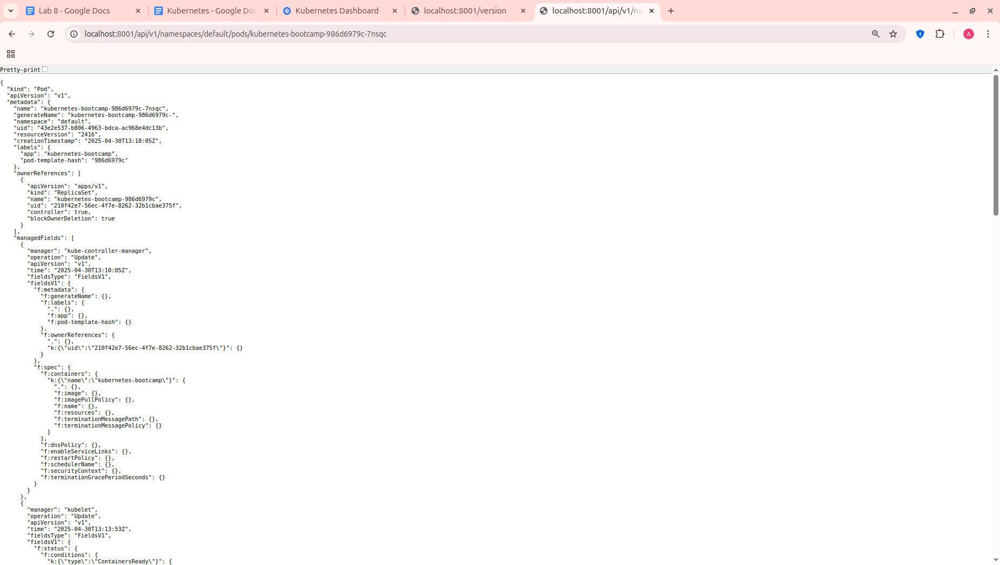 Lab 8 - Google Docs
Kubernetes - Google Doc
Kubernetes Dashboard
localhost:8001/version
localhost:8001/api/v1/na
localhost:8001/api/v1/namespaces/default/pods/kubernetes-bootcamp-986d6979c-7nsqc
A
Pretty-print
{
  "kind": "Pod",
  "apiVersion": "v1",
  "metadata": {
    "name": "kubernetes-bootcamp-986d6979c-7nsqc",
    "generateName": "kubernetes-bootcamp-986d6979c-",
    "namespace": "default",
    "uid": "43e2e537-b806-4963-bdca-ac968e4dc13b",
    "resourceVersion": "2416",
    "creationTimestamp": "2025-04-30T13:10:05Z",
    "labels": {
      "app": "kubernetes-bootcamp",
      "pod-template-hash": "986d6979c"
    },
    "ownerReferences": [
      {
        "apiVersion": "apps/v1",
        "kind": "ReplicaSet",
        "name": "kubernetes-bootcamp-986d6979c",
        "uid": "210f42e7-56ec-4f7e-8262-32b1cbae375f",
        "controller": true,
        "blockOwnerDeletion": true
      }
    ],
    "managedFields": [
      {
        "manager": "kube-controller-manager",
        "operation": "Update",
        "apiVersion": "v1",
        "time": "2025-04-30T13:10:05Z",
        "fieldsType": "FieldsV1",
        "fieldsV1": {
          "f:metadata": {
            "f:generateName": {},
            "f:labels": {
              ".": {},
              "f:app": {},
              "f:pod-template-hash": {}
            },
            "f:ownerReferences": {
              ".": {},
              "k:{\"uid\":\"210f42e7-56ec-4f7e-8262-32b1cbae375f\"}": {}
            }
          },
          "f:spec": {
            "f:containers": {
              "k:{\"name\":\"kubernetes-bootcamp\"}": {
                ".": {},
                "f:image": {},
                "f:imagePullPolicy": {},
                "f:name": {},
                "f:resources": {},
                "f:terminationMessagePath": {},
                "f:terminationMessagePolicy": {}
              }
            },
            "f:dnsPolicy": {},
            "f:enableServiceLinks": {},
            "f:restartPolicy": {},
            "f:schedulerName": {},
            "f:securityContext": {},
            "f:terminationGracePeriodSeconds": {}
          }
        }
      },
      {
        "manager": "kubelet",
        "operation": "Update",
        "apiVersion": "v1",
        "time": "2025-04-30T13:13:53Z",
        "fieldsType": "FieldsV1",
        "fieldsV1": {
          "f:status": {
            "f:conditions": {
              "k:{\"type\":\"ContainersReady\"}": {